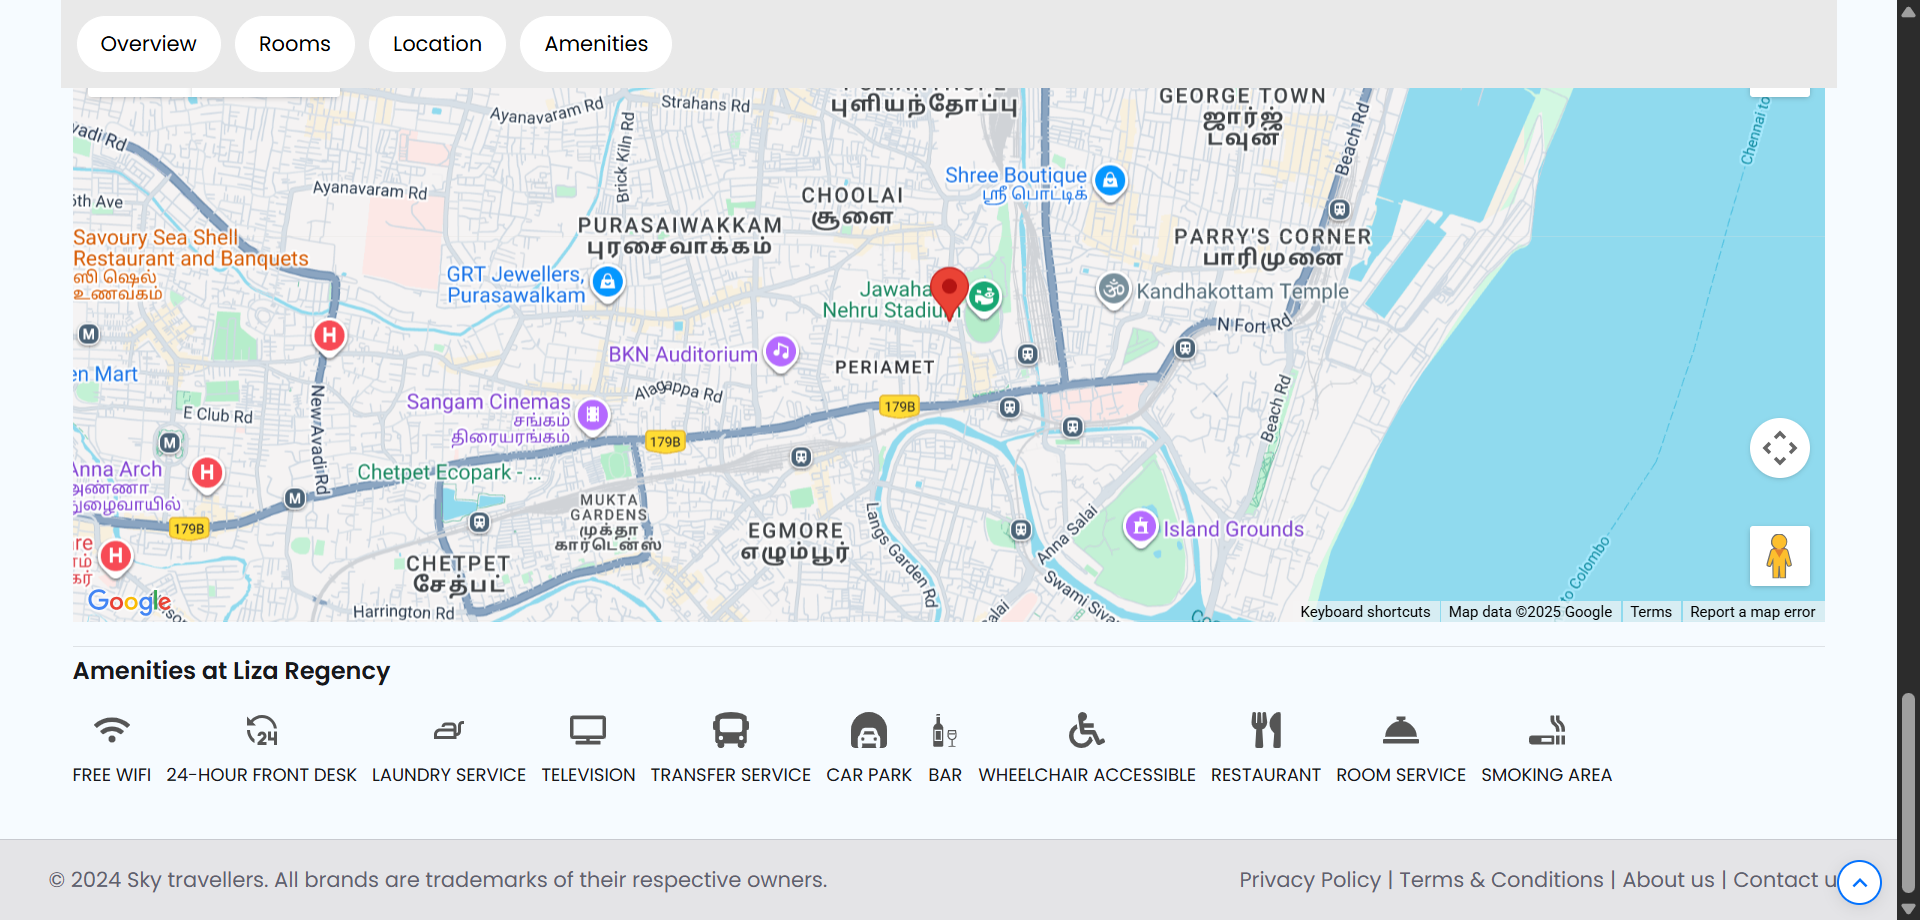 Overview
Rooms
Location
Amenities
புளியந்தோப்பு
GEORGE TOWN
ஜார்ஜ்
டவுன்
Strahans Rd
Ayanavaram Rd
Brick Kiln Rd
Beach Rd
Chennai to
Ayanavaram Rd
Shree Boutique
ஸ்ரீ பொட்டிக்
CHOOLAI
சூளை
PURASAIWAKKAM
புரசைவாக்கம்
PARRY'S CORNER
பாரிமுனை
Savoury Sea Shell
Restaurant and Banquets
ஸி ஷெல்
உணவகம்
GRT Jewellers,
Purasawalkam
Nehru Stadium
Kandhakottam Temple
N Fort Rd
BKN Auditorium
PERIAMET
Alagappa Rd
E Club Rd
New Avadi Rd
Sangam Cinemas
சங்கம்
திரையரங்கம்
179B
179B
Beach Rd
Chetpet Ecopark - ...
Anna Arch
அண்ணா
MUKTA
GARDENS
முக்தா
கார்டென்ஸ்
179B
EGMORE
எழும்பூர்
Langs Garden Rd
Anna Salai
Island Grounds
CHETPET
சேத்பட்
Harrington Rd
to Colombo
Google
Keyboard shortcuts
Map data ©2025 Google
Terms
Report a map error
Amenities at Liza Regency
24
FREE WIFI
24-HOUR FRONT DESK
LAUNDRY SERVICE
TELEVISION
TRANSFER SERVICE
CAR PARK
BAR
WHEELCHAIR ACCESSIBLE
RESTAURANT
ROOM SERVICE
SMOKING AREA
© 2024 Sky travellers. All brands are trademarks of their respective owners.
Privacy Policy | Terms & Conditions | About us | Contact u